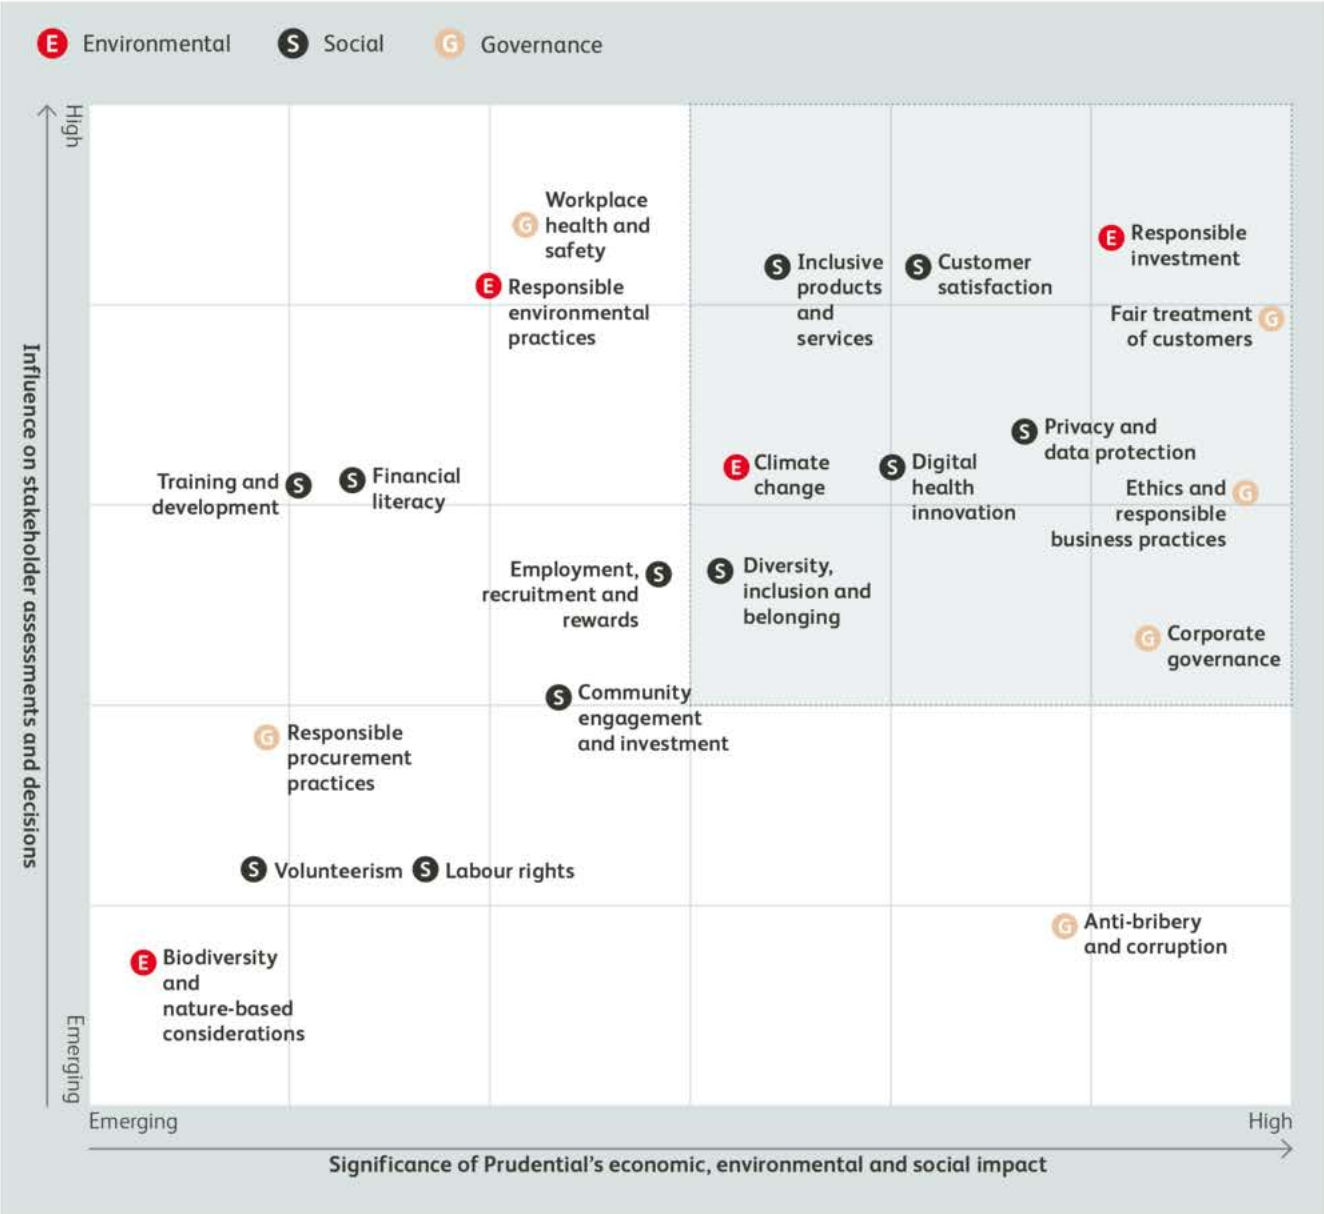 E Environmental S Social G Governance
High
Influence on stakeholder assessments and decisions
Emerging
G Workplace
health and
safety
E Responsible
environmental
practices
S Inclusive
products
and
services
S Customer
satisfaction
E Responsible
investment
Fair treatment G
of customers
Training and S
development
S Financial
literacy
E Climate
change
S Digital
health
innovation
S Privacy and
data protection
Ethics and G
responsible
business practices
Employment, S
recruitment and
rewards
S Diversity,
inclusion and
belonging
G Corporate
governance
S Community
engagement
and investment
G Responsible
procurement
practices
S Volunteerism
S Labour rights
G Anti-bribery
and corruption
E Biodiversity
and
nature-based
considerations
Emerging
High
Significance of Prudential's economic, environmental and social impact